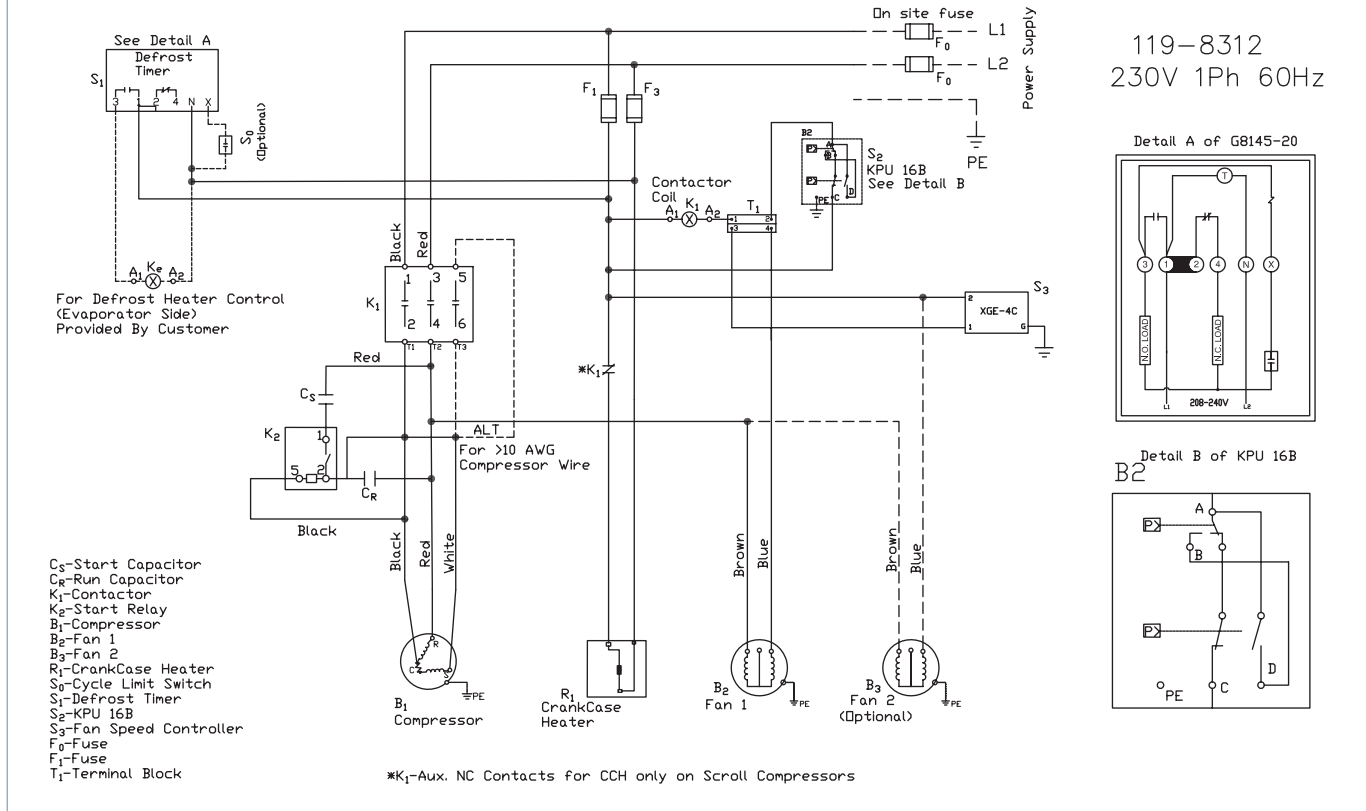 On site fuse
F0
L1
F0
L2
Power Supply
PE
119-8312
230V 1Ph 60Hz
See Detail A
Defrost
Timer
S1
3 1 2 4 N X
S0
(Optional)
F1
F3
B2
P>
A
B
P>
D
PE
C
S2
KPU 16B
See Detail B
Contactor
Coil
A1 K1 A2
T1
1 2
3 4
A1 Ke A2
For Defrost Heater Control
(Evaporator Side)
Provided By Customer
Black
Red
1 3 5
K1
2 4 6
T1 T2 T3
S3
2
XGE-4C
1 G
Red
CS
*K1
K2
1
5 2
CR
Black
ALT
For >10 AWG
Compressor Wire
Black
Red
White
Brown
Blue
Brown
Blue
R
C
S
PE
B1
Compressor
R1
CrankCase
Heater
B2
Fan 1
PE
B3
Fan 2
(Optional)
PE
CS-Start Capacitor
CR-Run Capacitor
K1-Contactor
K2-Start Relay
B1-Compressor
B2-Fan 1
B3-Fan 2
R1-CrankCase Heater
S0-Cycle Limit Switch
S1-Defrost Timer
S2-KPU 16B
S3-Fan Speed Controller
F0-Fuse
F1-Fuse
T1-Terminal Block
*K1-Aux. NC Contacts for CCH only on Scroll Compressors
Detail A of G8145-20
T
3 1 2 4 N X
N.O. LOAD
N.C. LOAD
L1
208-240V
L2
Detail B of KPU 16B
B2
A
P>
B
P>
D
PE
C